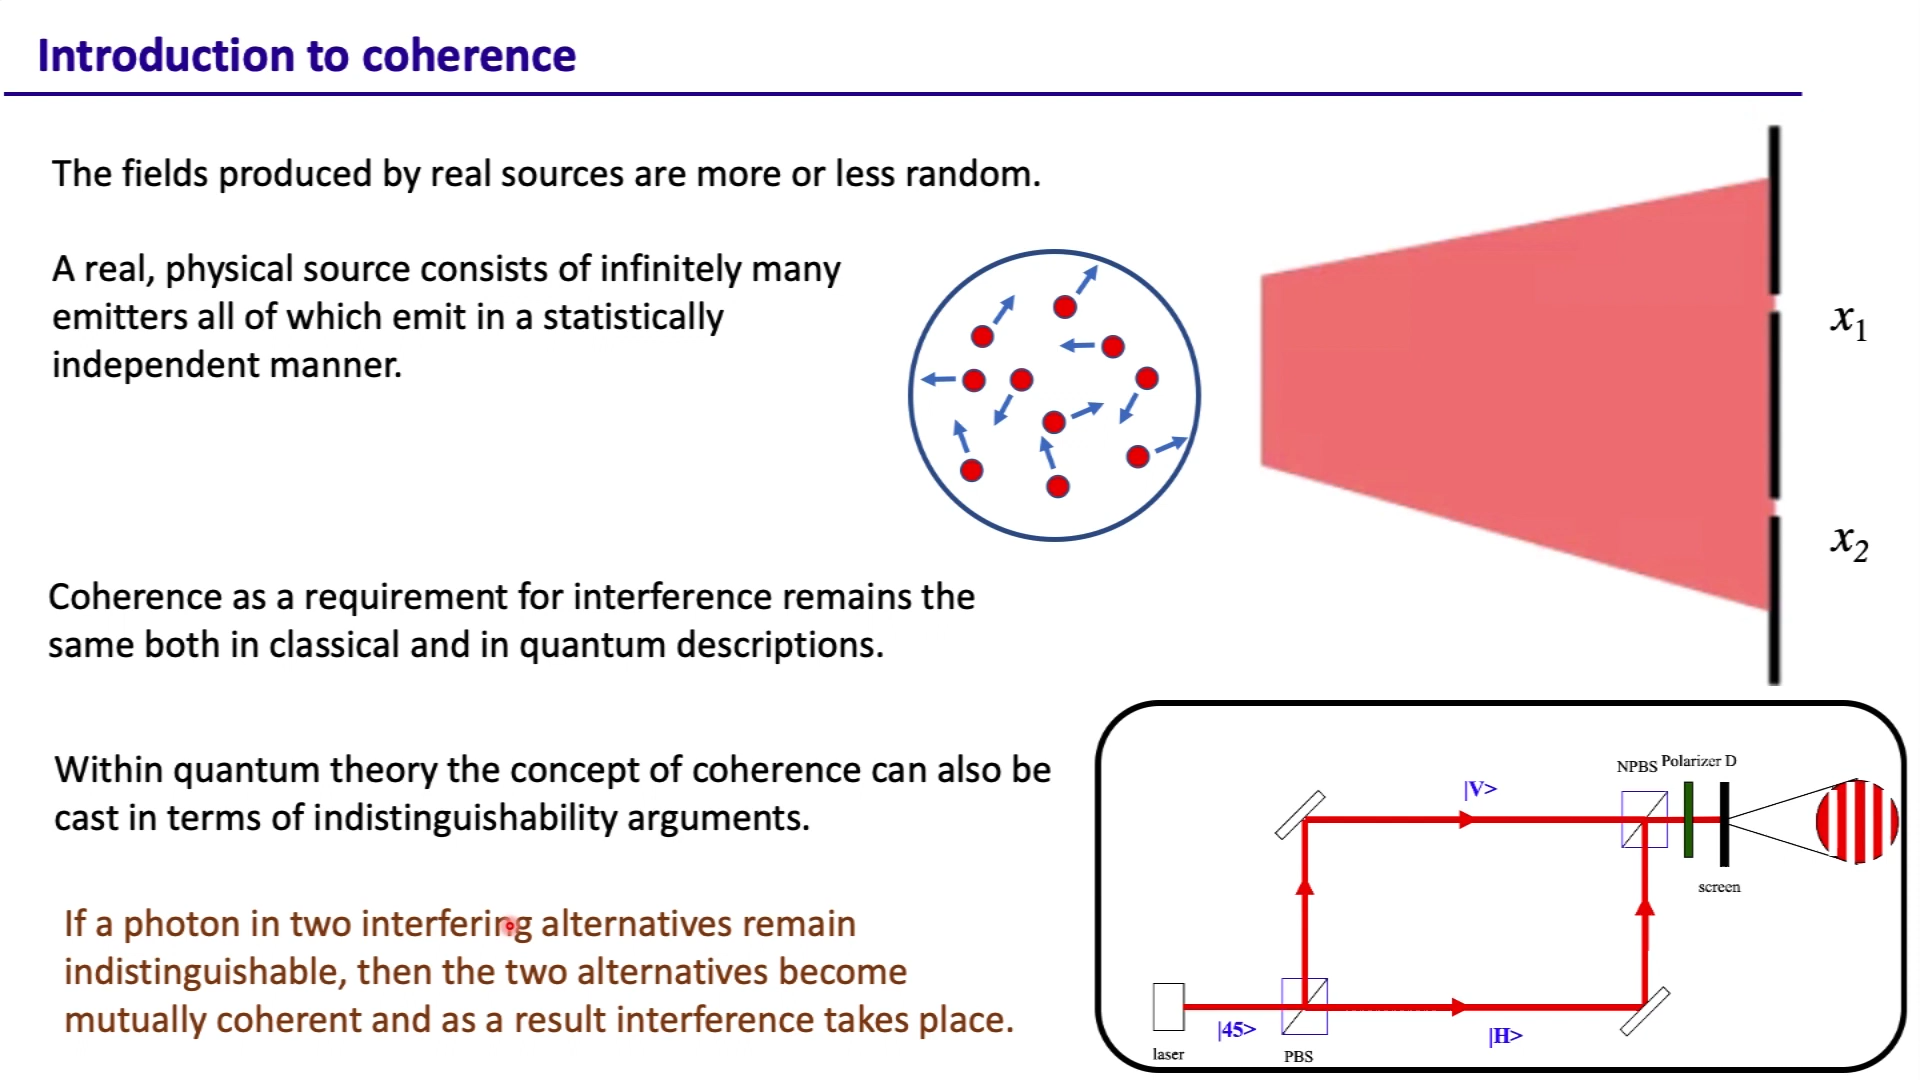 Introduction to coherence
The fields produced by real sources are more or less random.
A real, physical source consists of infinitely many
emitters all of which emit in a statistically
independent manner.
x1
x2
Coherence as a requirement for interference remains the
same both in classical and in quantum descriptions.
Within quantum theory the concept of coherence can also be
cast in terms of indistinguishability arguments.
If a photon in two interfering alternatives remain
indistinguishable, then the two alternatives become
mutually coherent and as a result interference takes place.
NPBS Polarizer D
|V>
screen
|45>
|H>
laser
PBS